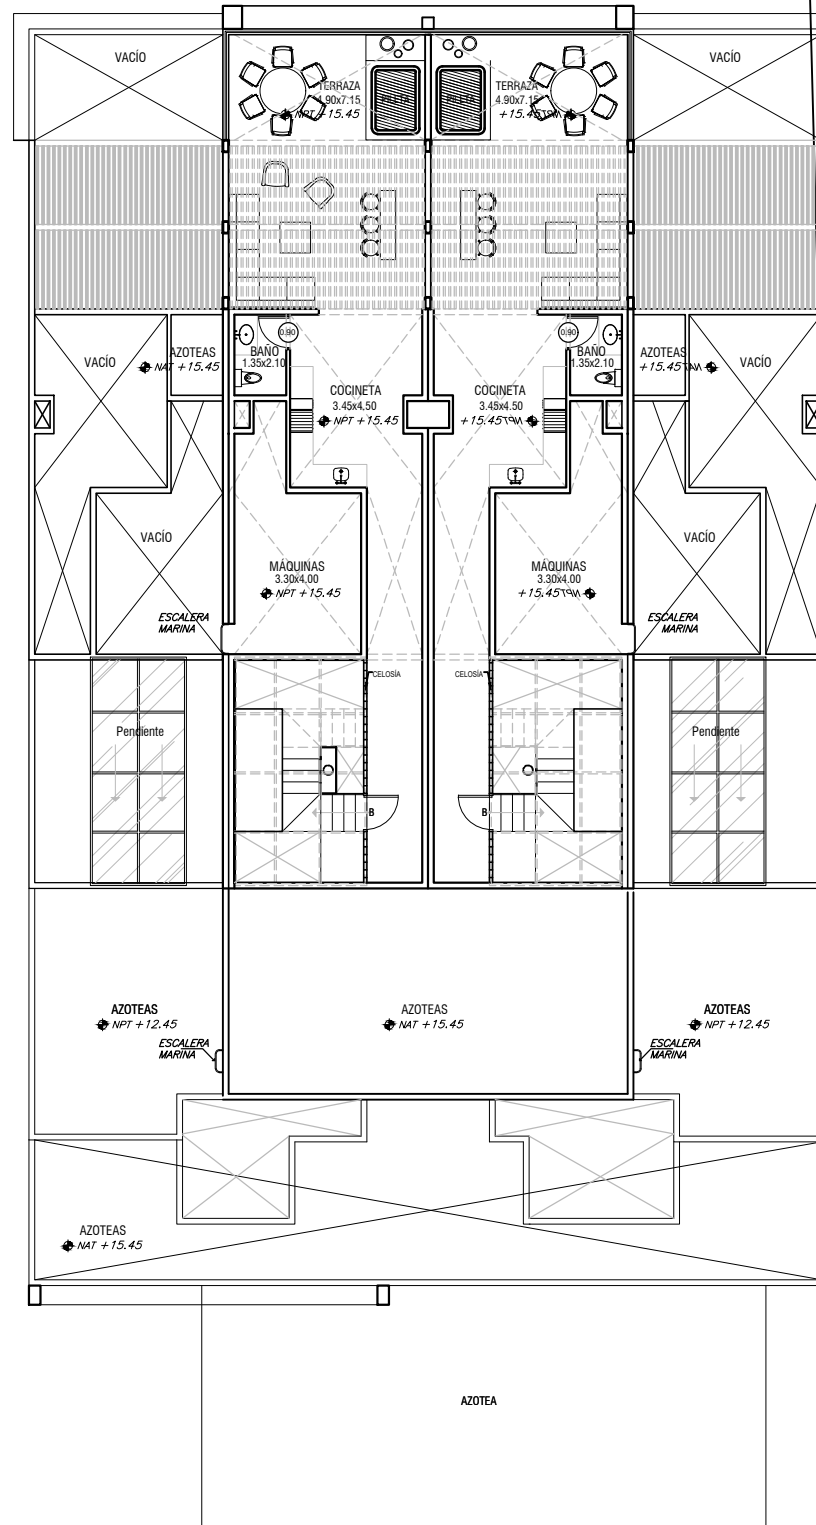 VACÍO
VACÍO
TERRAZA
4.90x7.15
NPT +15.45
TERRAZA
4.90x7.15
+15.45
AZOTEAS
NAT +15.45
0.90
BAÑO
1.35x2.10
0.90
BAÑO
1.35x2.10
AZOTEAS
+15.45
VACÍO
VACÍO
COCINETA
3.45x4.50
NPT +15.45
COCINETA
3.45x4.50
+15.45
VACÍO
VACÍO
MÁQUINAS
3.30x4.00
NPT +15.45
MÁQUINAS
3.30x4.00
+15.45
ESCALERA
MARINA
ESCALERA
MARINA
CELOSÍA
CELOSÍA
Pendiente
Pendiente
B
B
AZOTEAS
NPT +12.45
AZOTEAS
NAT +15.45
AZOTEAS
NPT +12.45
ESCALERA
MARINA
ESCALERA
MARINA
AZOTEAS
NAT +15.45
AZOTEA